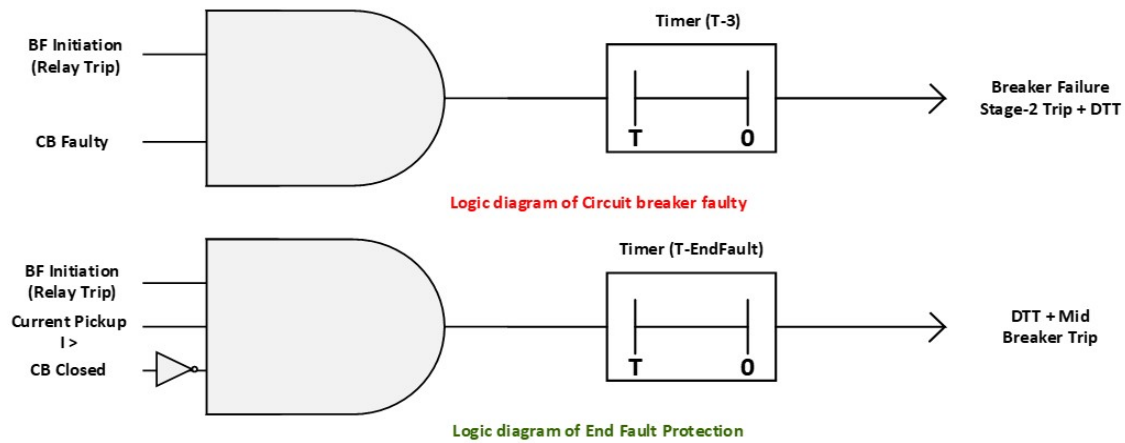 Timer (T-3)
BF Initiation
(Relay Trip)
Breaker Failure
Stage-2 Trip + DTT
CB Faulty
T
0
Logic diagram of Circuit breaker faulty
Timer (T-EndFault)
BF Initiation
(Relay Trip)
Current Pickup
I >
CB Closed
DTT + Mid
Breaker Trip
T
0
Logic diagram of End Fault Protection